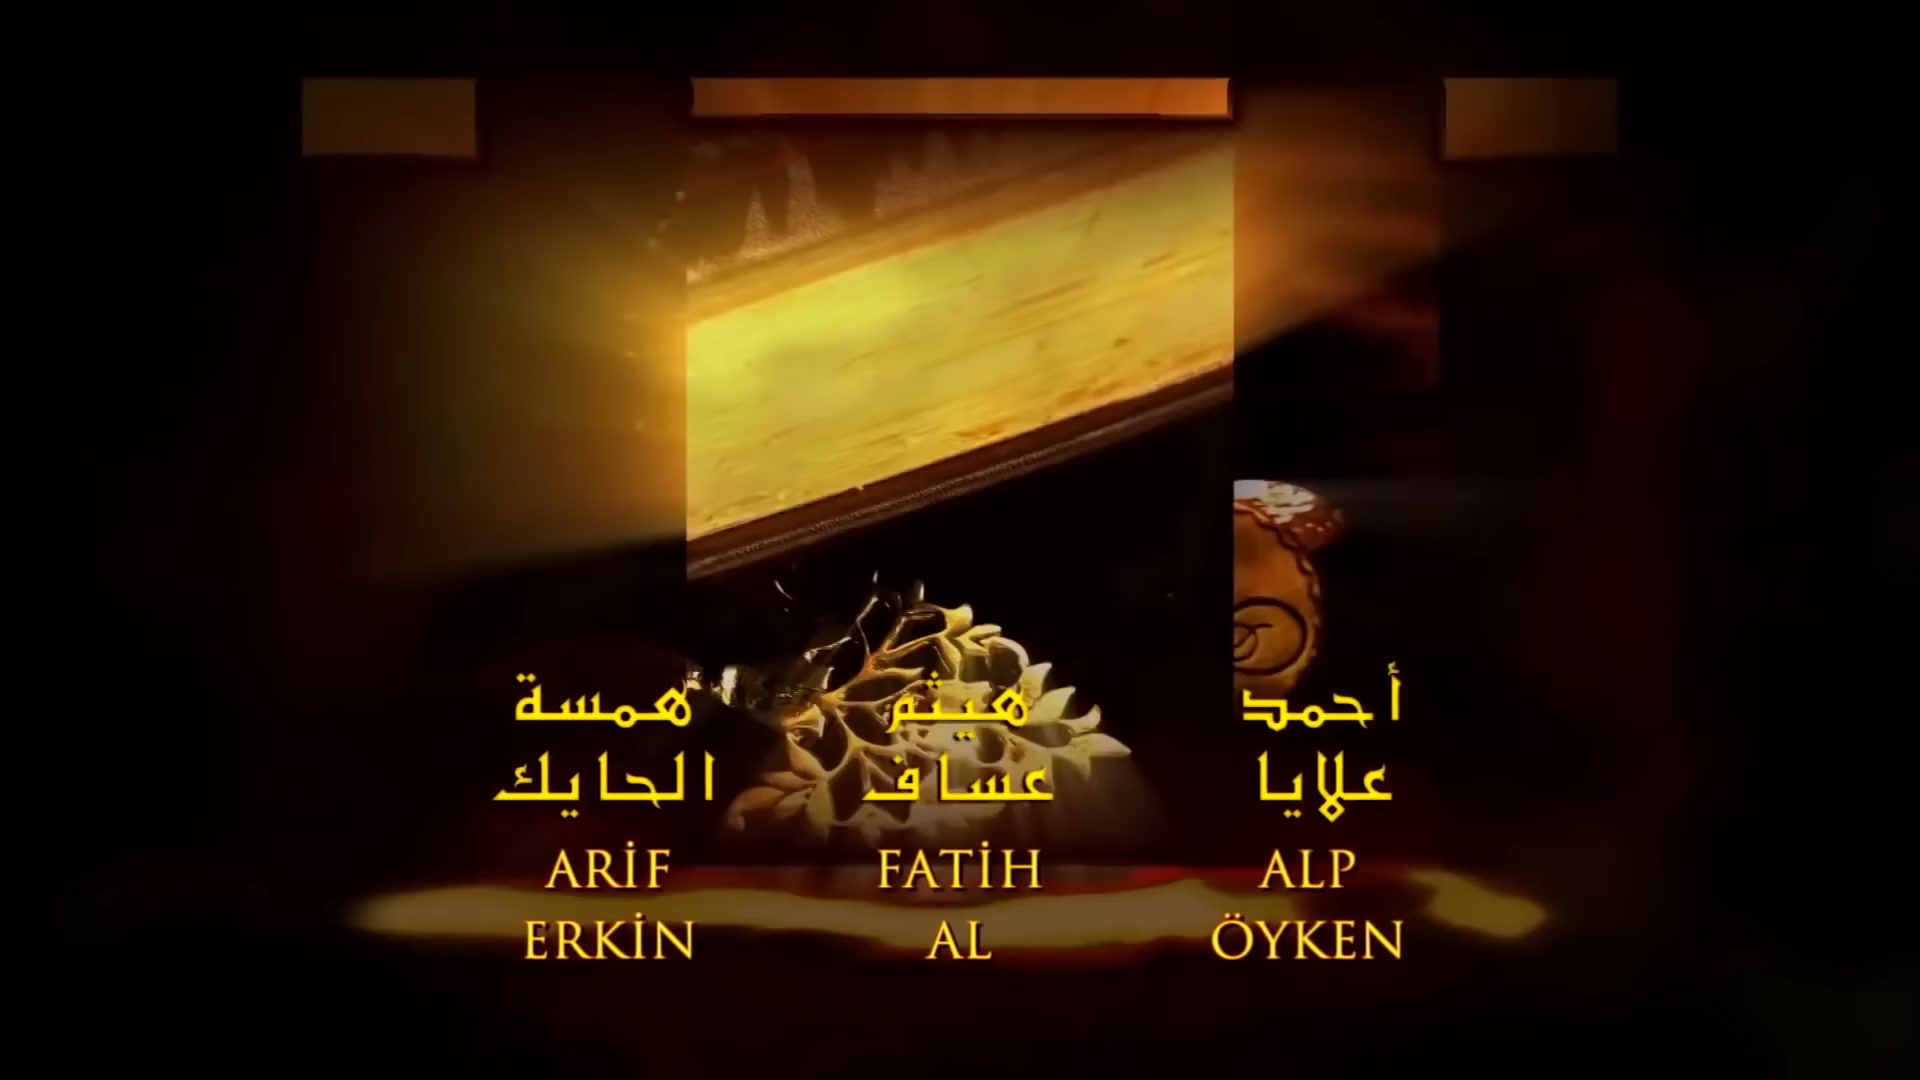 أحمد هيثم همسة
علايا عساف الحايك
ARİF FATİH ALP
ERKİN AL ÖYKEN